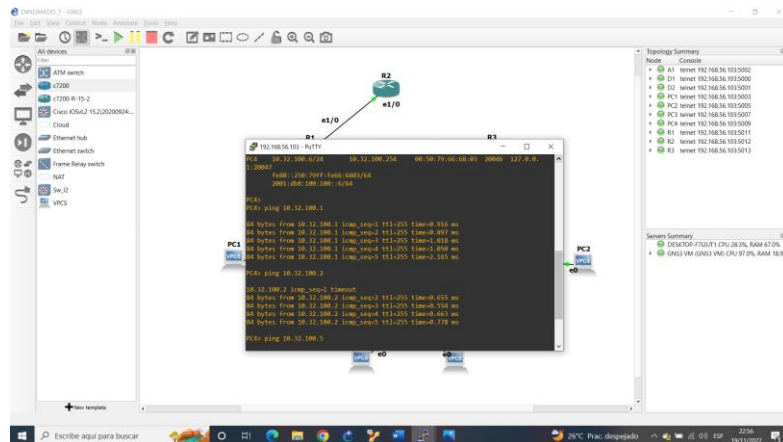 DIPLOMADO_1 - GNS3
File Edit View Control Node Annotate Tools Help
All devices
Filter
ATM switch
c7200
c7200-R-15-2
Cisco IOSvL2 15.2(20200924:...
Cloud
Ethernet hub
Ethernet switch
Frame Relay switch
NAT
Sw_l2
VPCS
New template
R2
e1/0
e1/0
R1
R3
PC1
PC2
e0
e0
e0
192.168.56.103 - PuTTY
PC4 10.32.100.6/24 10.32.100.254 00:50:79:66:68:03 20046 127.0.0.
1:20047
fe80::250:79ff:fe66:6803/64
2001:db8:100:100::6/64
PC4>
PC4> ping 10.32.100.1
84 bytes from 10.32.100.1 icmp_seq=1 ttl=255 time=0.916 ms
84 bytes from 10.32.100.1 icmp_seq=2 ttl=255 time=0.897 ms
84 bytes from 10.32.100.1 icmp_seq=3 ttl=255 time=1.018 ms
84 bytes from 10.32.100.1 icmp_seq=4 ttl=255 time=1.050 ms
84 bytes from 10.32.100.1 icmp_seq=5 ttl=255 time=2.165 ms
PC4> ping 10.32.100.2
10.32.100.2 icmp_seq=1 timeout
84 bytes from 10.32.100.2 icmp_seq=2 ttl=255 time=0.655 ms
84 bytes from 10.32.100.2 icmp_seq=3 ttl=255 time=0.554 ms
84 bytes from 10.32.100.2 icmp_seq=4 ttl=255 time=0.663 ms
84 bytes from 10.32.100.2 icmp_seq=5 ttl=255 time=0.778 ms
PC4> ping 10.32.100.5
Topology Summary
Node Console
A1 telnet 192.168.56.103:5002
D1 telnet 192.168.56.103:5000
D2 telnet 192.168.56.103:5001
PC1 telnet 192.168.56.103:5003
PC2 telnet 192.168.56.103:5005
PC3 telnet 192.168.56.103:5007
PC4 telnet 192.168.56.103:5009
R1 telnet 192.168.56.103:5011
R2 telnet 192.168.56.103:5012
R3 telnet 192.168.56.103:5013
Servers Summary
DESKTOP-F7I2UT1 CPU 28.3%, RAM 67.0%
GNS3 VM (GNS3 VM) CPU 97.0%, RAM 18.9
Escribe aquí para buscar
26°C Prac. despejado
ESP
22:56
19/11/2022